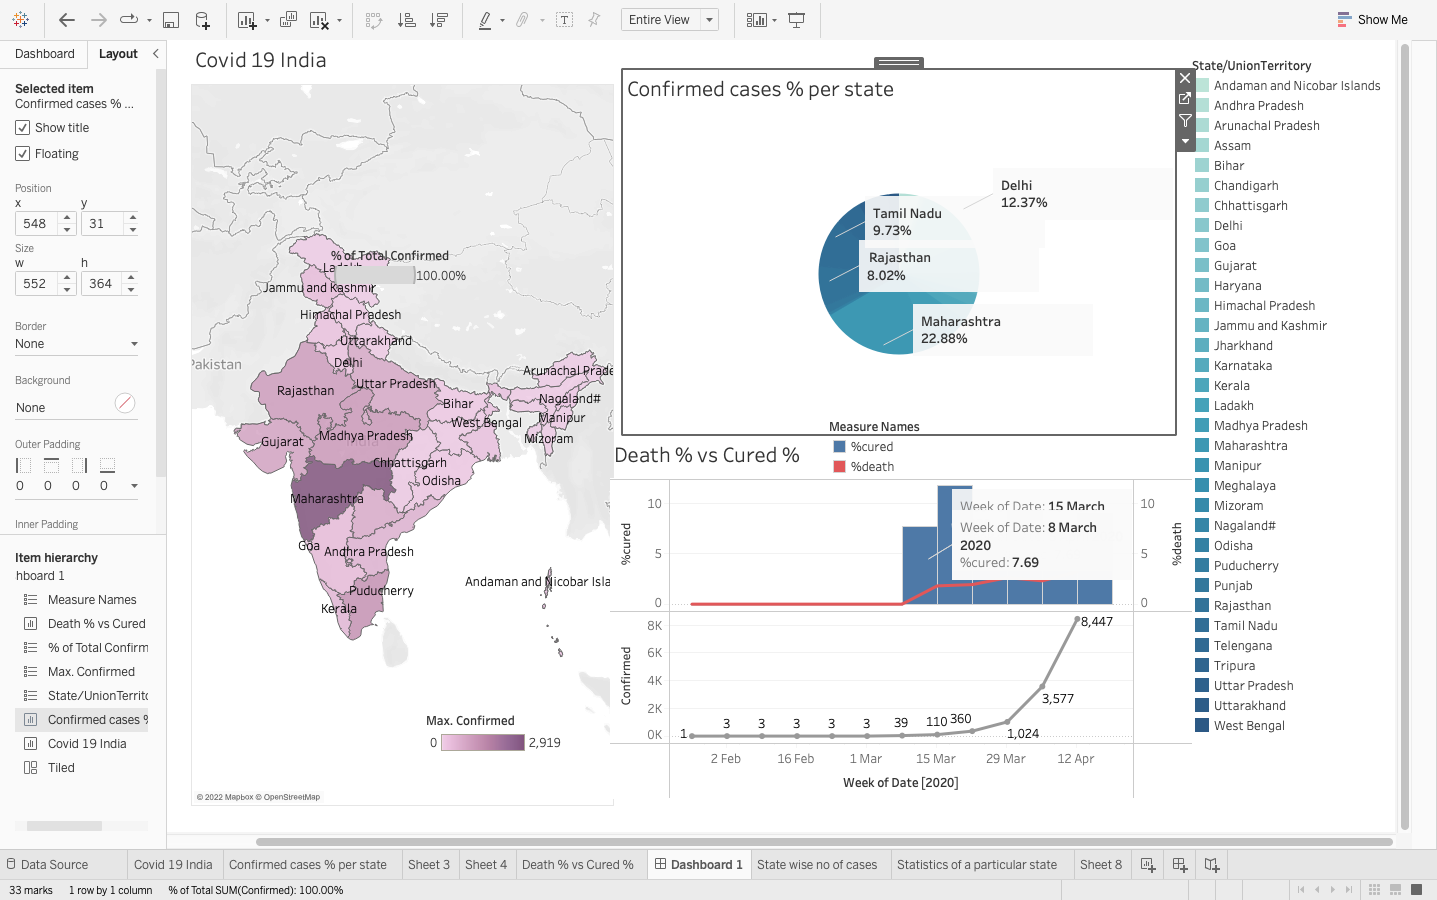 Entire View
Show Me
Dashboard
Layout
Selected item
Confirmed cases % ...
Show title
Floating
Position
x
y
548
31
Size
w
h
552
364
Border
None
Background
None
Outer Padding
0
0
0
0
Inner Padding
Item hierarchy
hboard 1
Measure Names
Death % vs Cured
% of Total Confirm
Max. Confirmed
State/UnionTerrito
Confirmed cases %
Covid 19 India
Tiled
Covid 19 India
% of Total Confirmed
100.00%
Jammu and Kashmir
Himachal Pradesh
Uttarakhand
Pakistan
Delhi
Arunachal Prade
Rajasthan
Uttar Pradesh
Nagaland#
Bihar
Manipur
West Bengal
Gujarat
Madhya Pradesh
Mizoram
Chhattisgarh
Odisha
Maharashtra
Goa
Andhra Pradesh
Andaman and Nicobar Isla
Puducherry
Kerala
Max. Confirmed
0
2,919
© 2022 Mapbox © OpenStreetMap
Confirmed cases % per state
Delhi
12.37%
Tamil Nadu
9.73%
Rajasthan
8.02%
Maharashtra
22.88%
Measure Names
%cured
%death
Death % vs Cured %
%cured
10
5
0
Week of Date: 15 March
Week of Date: 8 March
2020
%cured: 7.69
10
5
0
%death
Confirmed
8K
6K
4K
2K
0K
1
3
3
3
3
3
39
110
360
1,024
3,577
8,447
2 Feb
16 Feb
1 Mar
15 Mar
29 Mar
12 Apr
Week of Date [2020]
State/UnionTerritory
Andaman and Nicobar Islands
Andhra Pradesh
Arunachal Pradesh
Assam
Bihar
Chandigarh
Chhattisgarh
Delhi
Goa
Gujarat
Haryana
Himachal Pradesh
Jammu and Kashmir
Jharkhand
Karnataka
Kerala
Ladakh
Madhya Pradesh
Maharashtra
Manipur
Meghalaya
Mizoram
Nagaland#
Odisha
Puducherry
Punjab
Rajasthan
Tamil Nadu
Telengana
Tripura
Uttar Pradesh
Uttarakhand
West Bengal
Data Source
Covid 19 India
Confirmed cases % per state
Sheet 3
Sheet 4
Death % vs Cured %
Dashboard 1
State wise no of cases
Statistics of a particular state
Sheet 8
33 marks
1 row by 1 column
% of Total SUM(Confirmed): 100.00%